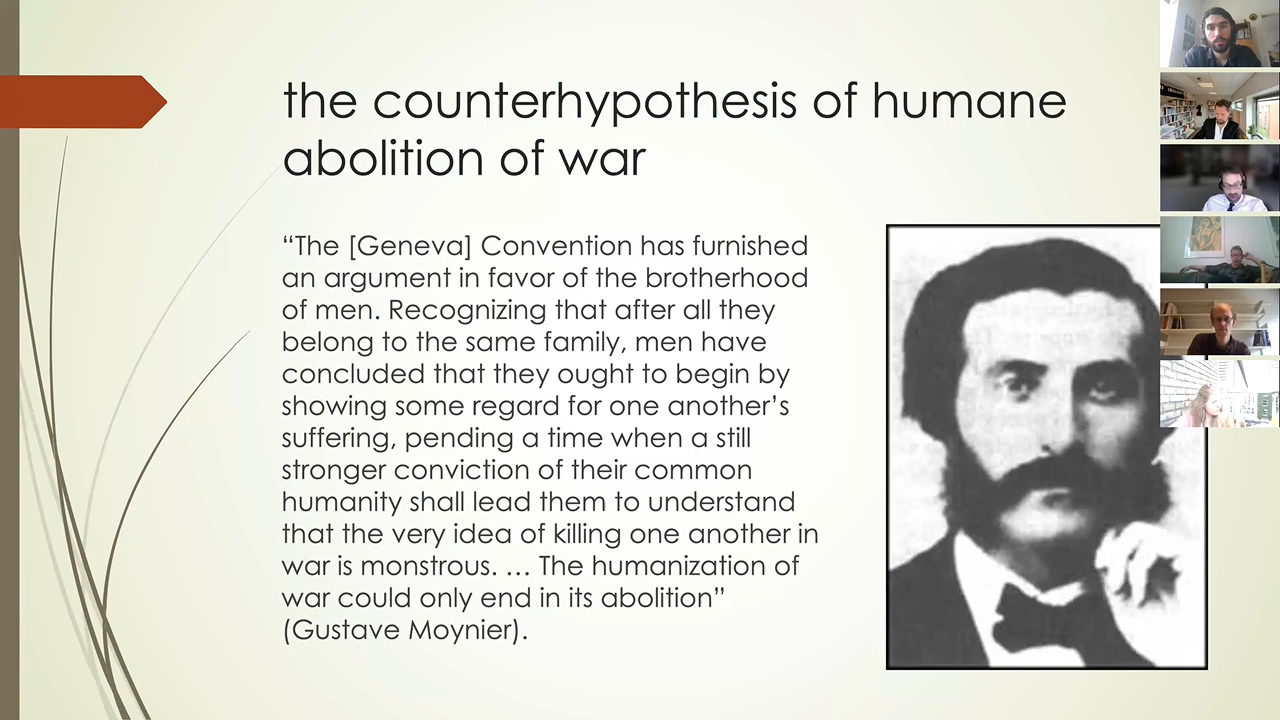 the counterhypothesis of humane
abolition of war
“The [Geneva] Convention has furnished
an argument in favor of the brotherhood
of men. Recognizing that after all they
belong to the same family, men have
concluded that they ought to begin by
showing some regard for one another’s
suffering, pending a time when a still
stronger conviction of their common
humanity shall lead them to understand
that the very idea of killing one another in
war is monstrous. … The humanization of
war could only end in its abolition”
(Gustave Moynier).